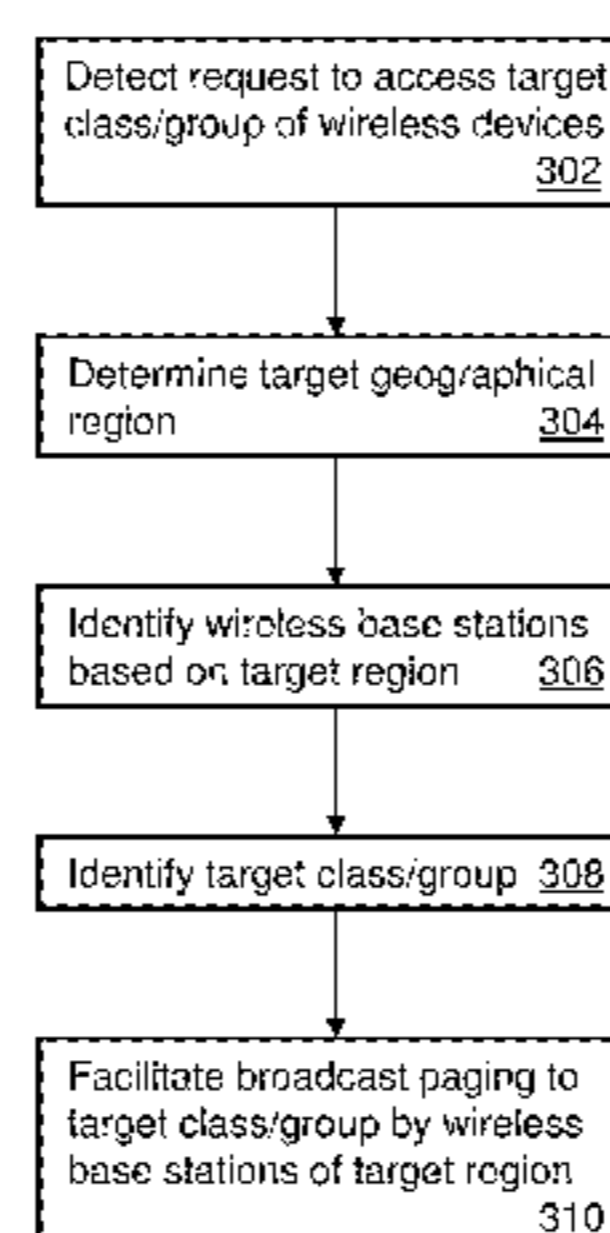 Detect request to access target
class/group of wireless devices
302
Determine target geographical
region 304
Identify wireless base stations
based on target region 306
Identify target class/group 308
Facilitate broadcast paging to
target class/group by wireless
base stations of target region
310